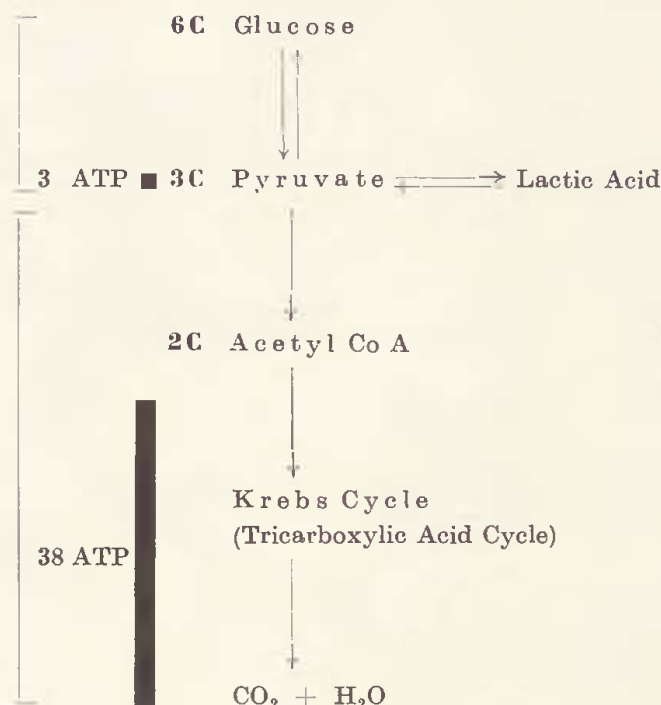 6C Glucose
3 ATP ■ 3C Pyruvate Lactic Acid
2C Acetyl Co A
Krebs Cycle
(Tricarboxylic Acid Cycle)
38 ATP
CO₂ + H₂O